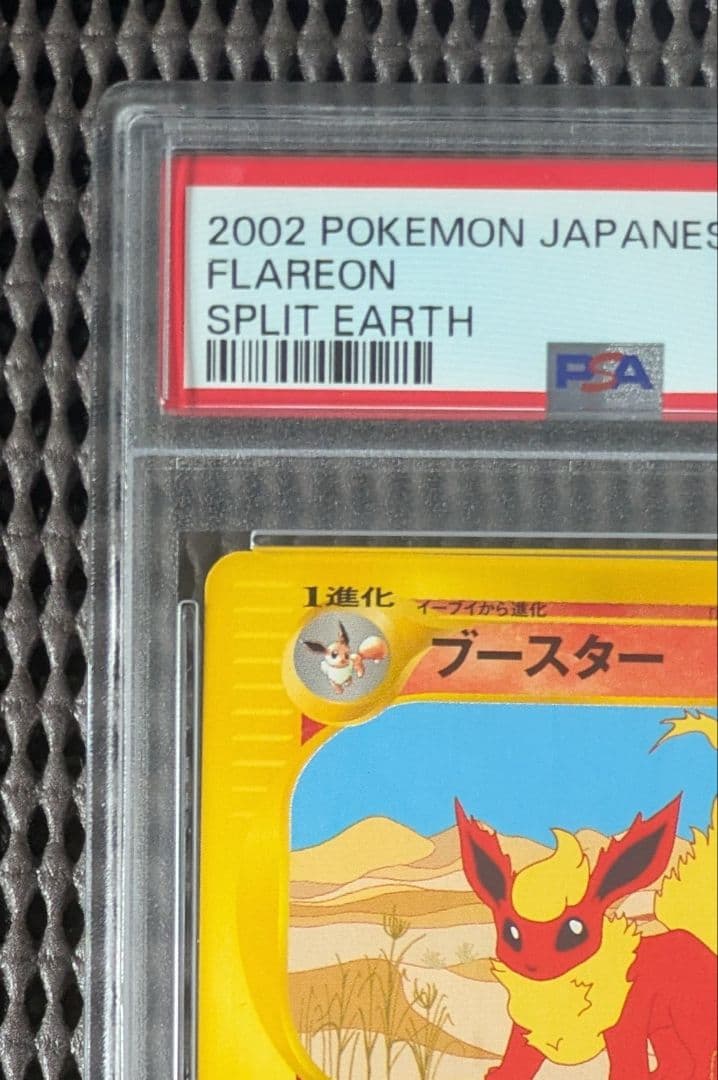 2002 POKEMON JAPANES
FLAREON
SPLIT EARTH
PSA
1進化
イーブイから進化
ブースター